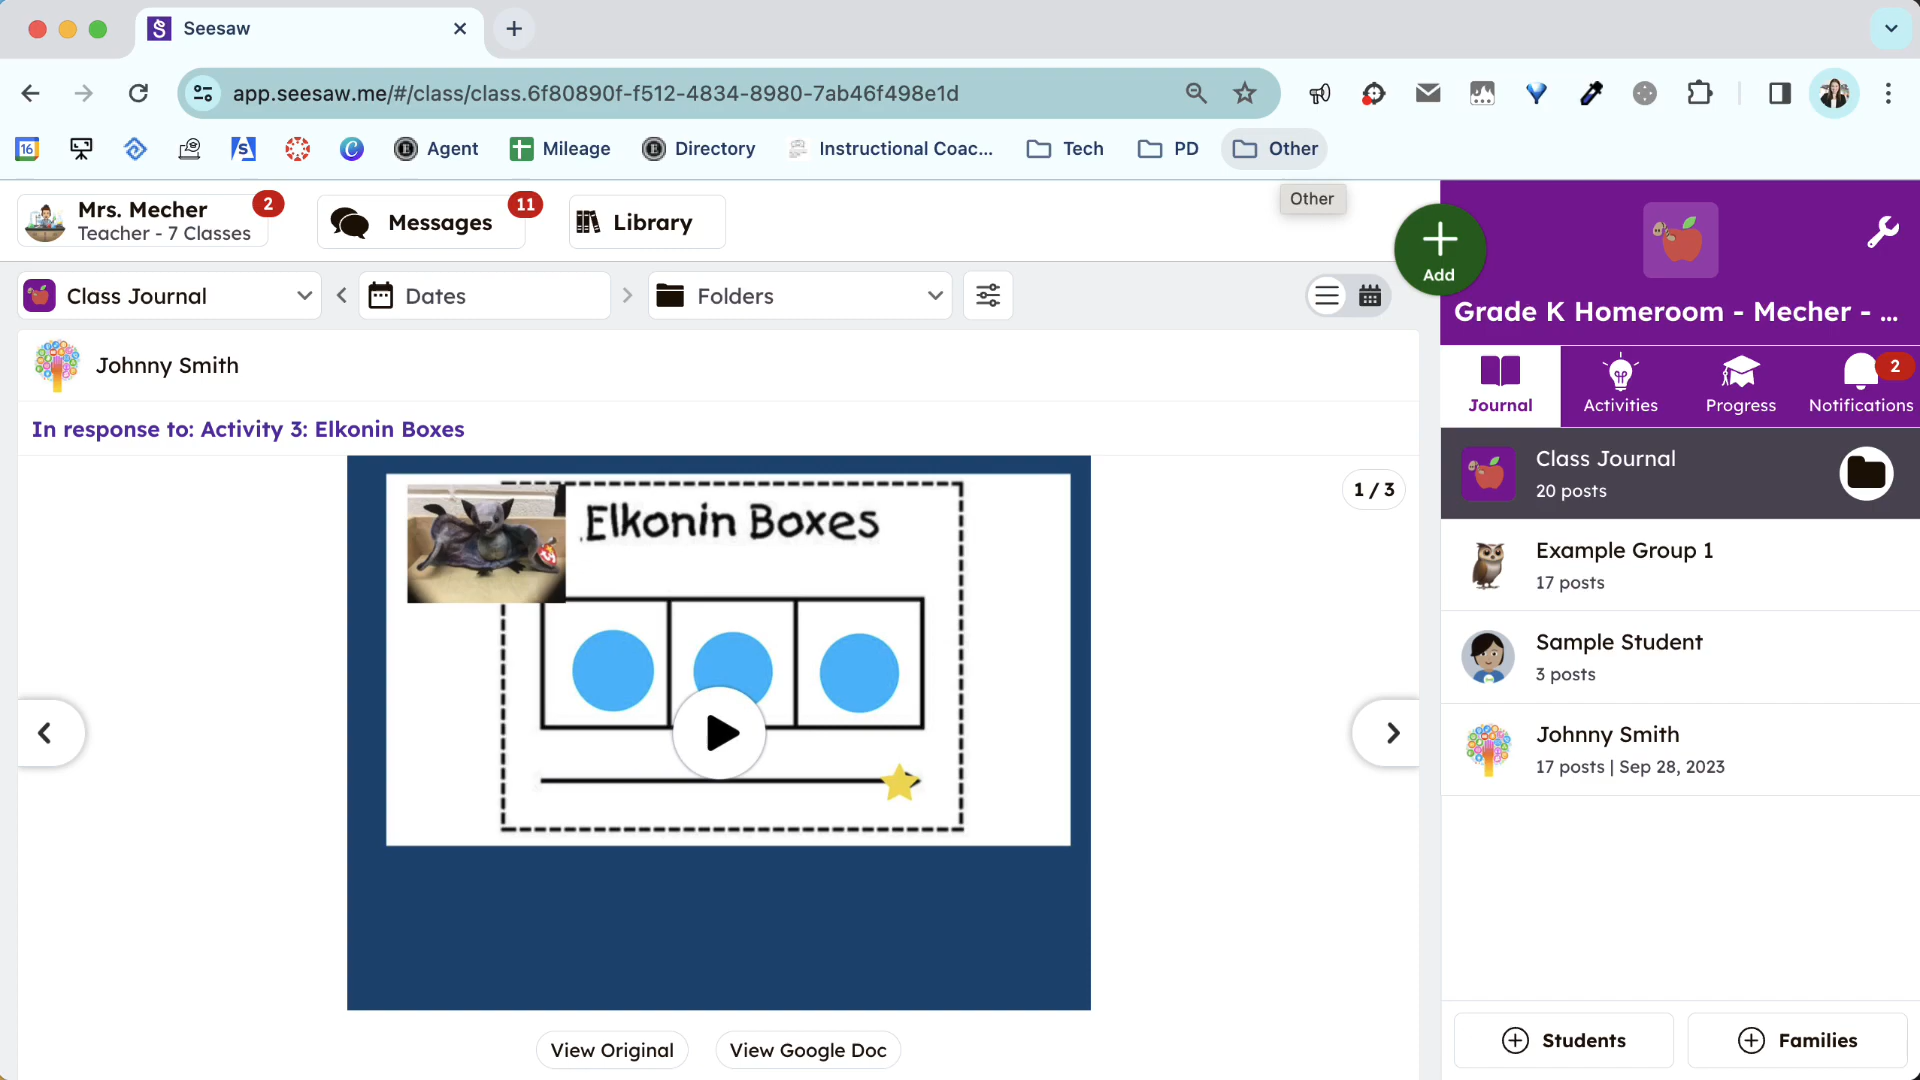 Seesaw
app.seesaw.me/#/class/class.6f80890f-f512-4834-8980-7ab46f498e1d
16
Agent
Mileage
Directory
Instructional Coac...
Tech
PD
Other
Other
Mrs. Mecher
Teacher - 7 Classes
2
Messages
11
Library
Add
Class Journal
Dates
Folders
Grade K Homeroom - Mecher - ...
Journal
Activities
Progress
Notifications
2
Johnny Smith
In response to: Activity 3: Elkonin Boxes
1 / 3
Elkonin Boxes
View Original
View Google Doc
Class Journal
20 posts
Example Group 1
17 posts
Sample Student
3 posts
Johnny Smith
17 posts | Sep 28, 2023
Students
Families